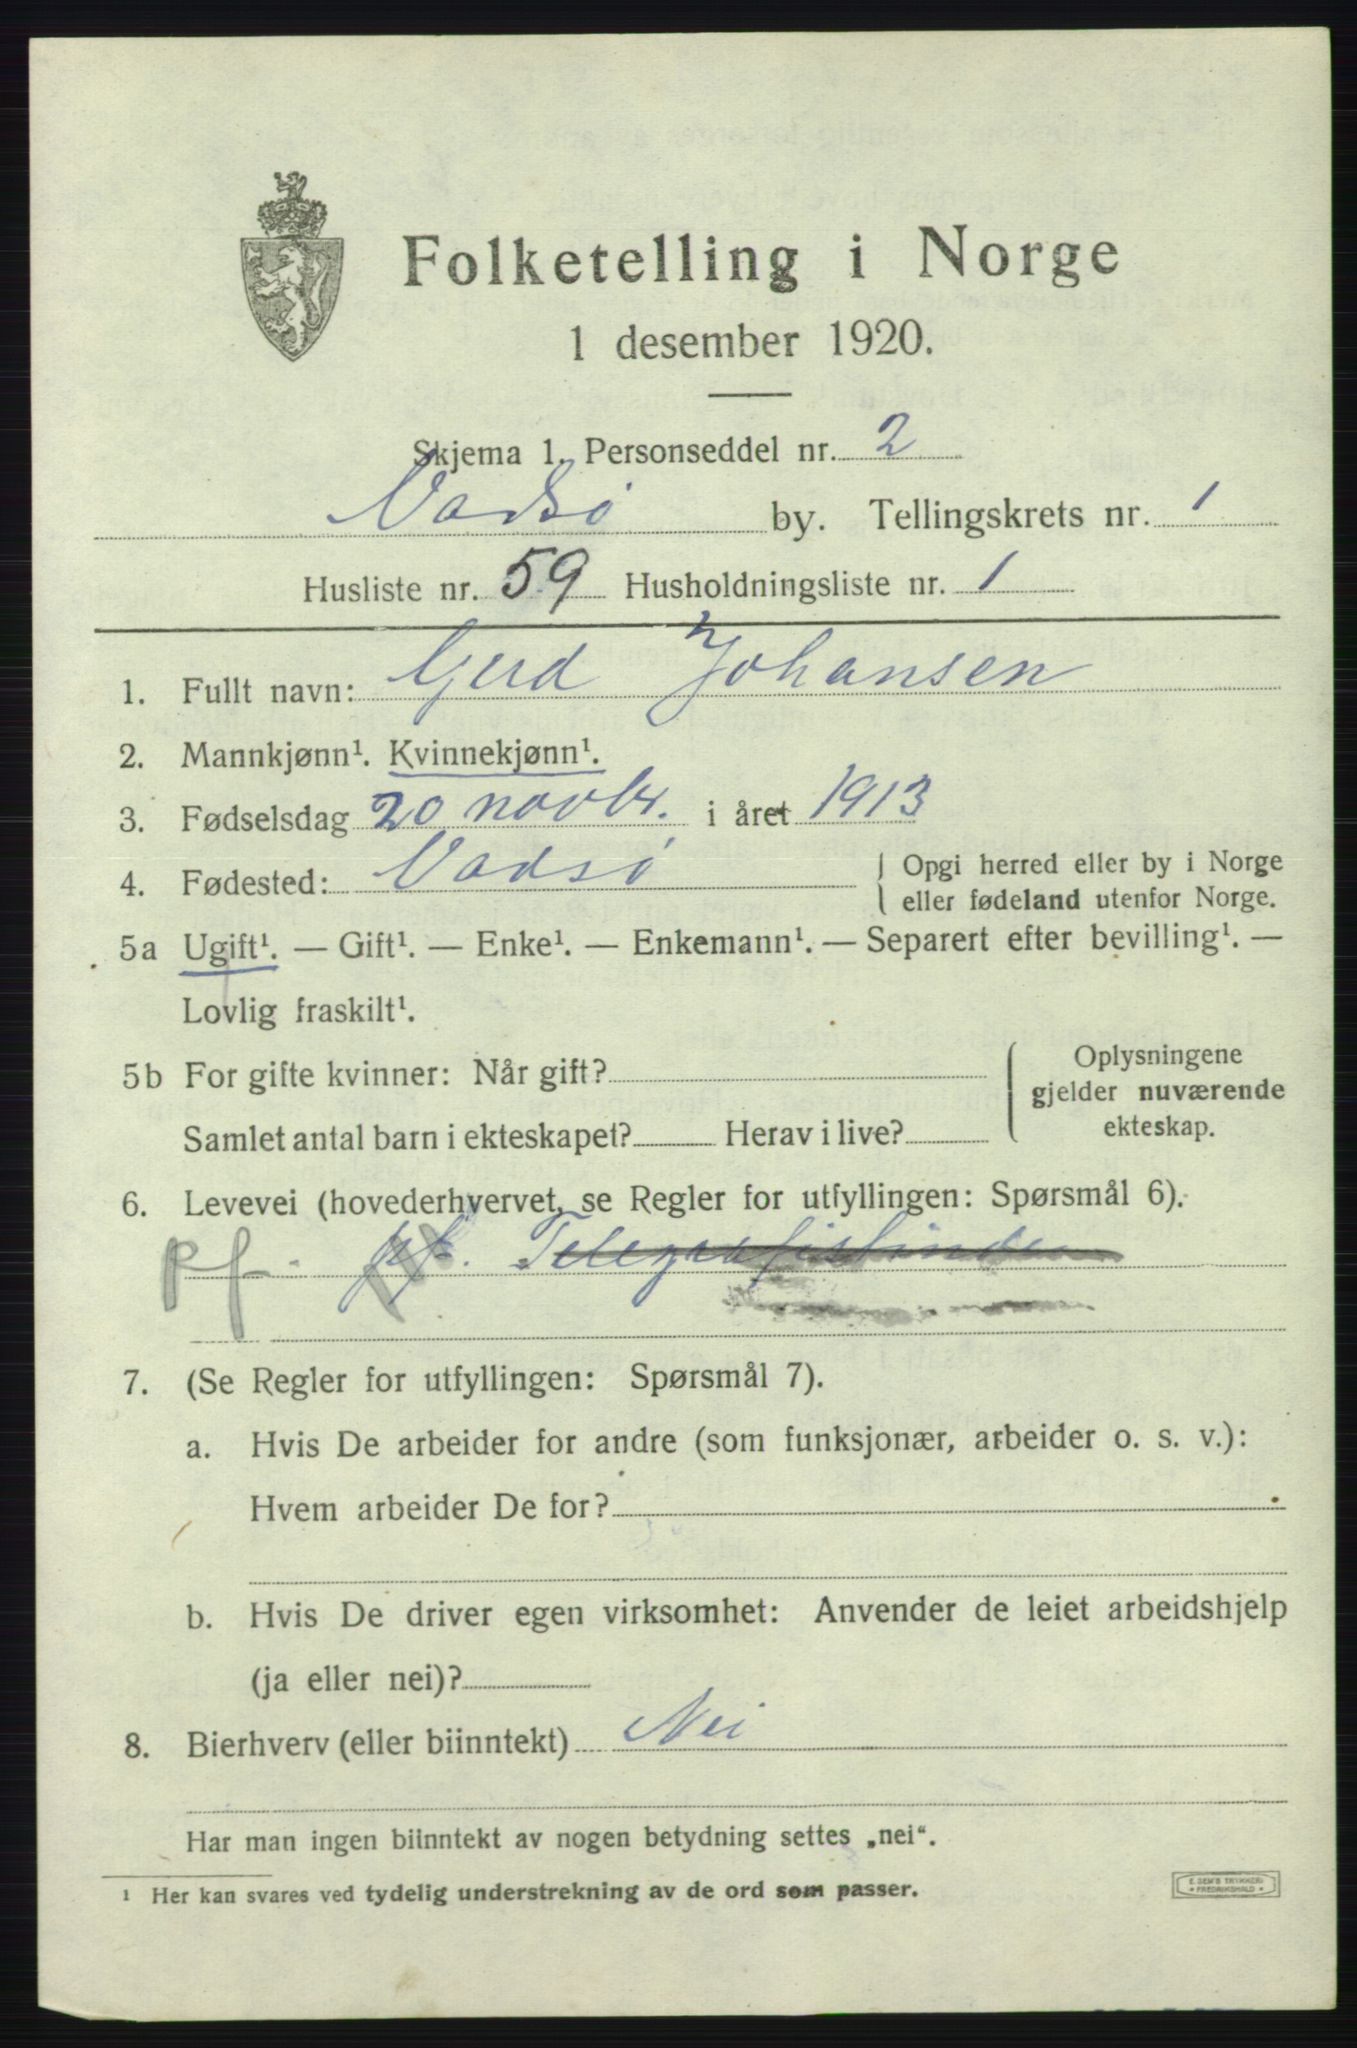 Folketelling i Norge
1 desember 1920.
Skjema 1. Personseddel nr. 2
Vadsø by. Tellingskrets nr. 1
Husliste nr. 59 Husholdningsliste nr. 1
1. Fullt navn: Gerd Johansen
2. Mannkjønn¹. Kvinnekjønn¹.
3. Fødselsdag 20 novbr. i året 1913
4. Fødested: Vadsø
Opgi herred eller by i Norge
eller fødeland utenfor Norge.
5a Ugift¹. — Gift¹. — Enke¹. — Enkemann¹. — Separert efter bevilling¹. —
Lovlig fraskilt¹.
5b For gifte kvinner: Når gift?
Samlet antal barn i ekteskapet? Herav i live?
Oplysningene
gjelder nuværende
ekteskap.
6. Levevei (hovederhvervet, se Regler for utfyllingen: Spørsmål 6).
pf.
7. (Se Regler for utfyllingen: Spørsmål 7).
a. Hvis De arbeider for andre (som funksjonær, arbeider o. s. v.):
Hvem arbeider De for?
b. Hvis De driver egen virksomhet: Anvender de leiet arbeidshjelp
(ja eller nei)?
8. Bierhverv (eller biinntekt) Nei
Har man ingen biinntekt av nogen betydning settes „nei“.
¹ Her kan svares ved tydelig understrekning av de ord som passer.
E. SEM'S TRYKKERI
• FREDRIKSHALD •